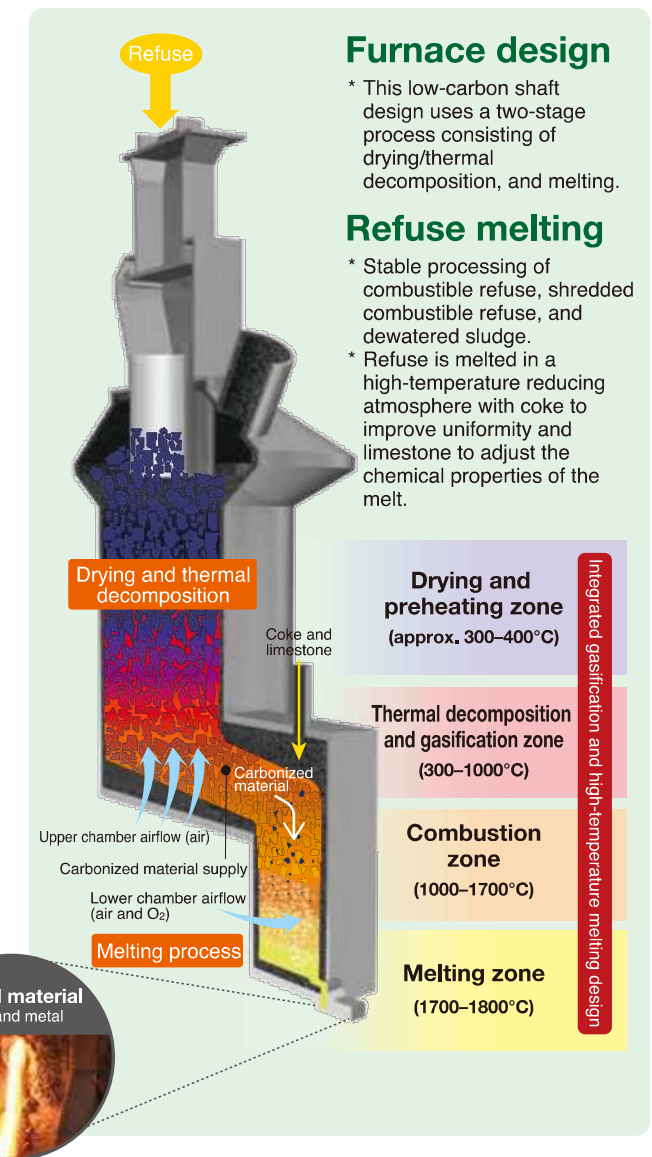 Refuse
Furnace design
* This low-carbon shaft
design uses a two-stage
process consisting of
drying/thermal
decomposition, and melting.
Refuse melting
* Stable processing of
combustible refuse, shredded
combustible refuse, and
dewatered sludge.
* Refuse is melted in a
high-temperature reducing
atmosphere with coke to
improve uniformity and
limestone to adjust the
chemical properties of the
melt.
Drying and thermal
decomposition
Coke and
limestone
Carbonized
material
Upper chamber airflow (air)
Carbonized material supply
Lower chamber airflow
(air and O₂)
Melting process
Drying and
preheating zone
(approx. 300–400°C)
Thermal decomposition
and gasification zone
(300–1000°C)
Combustion
zone
(1000–1700°C)
Melting zone
(1700–1800°C)
Integrated gasification and high-temperature melting design
material
and metal